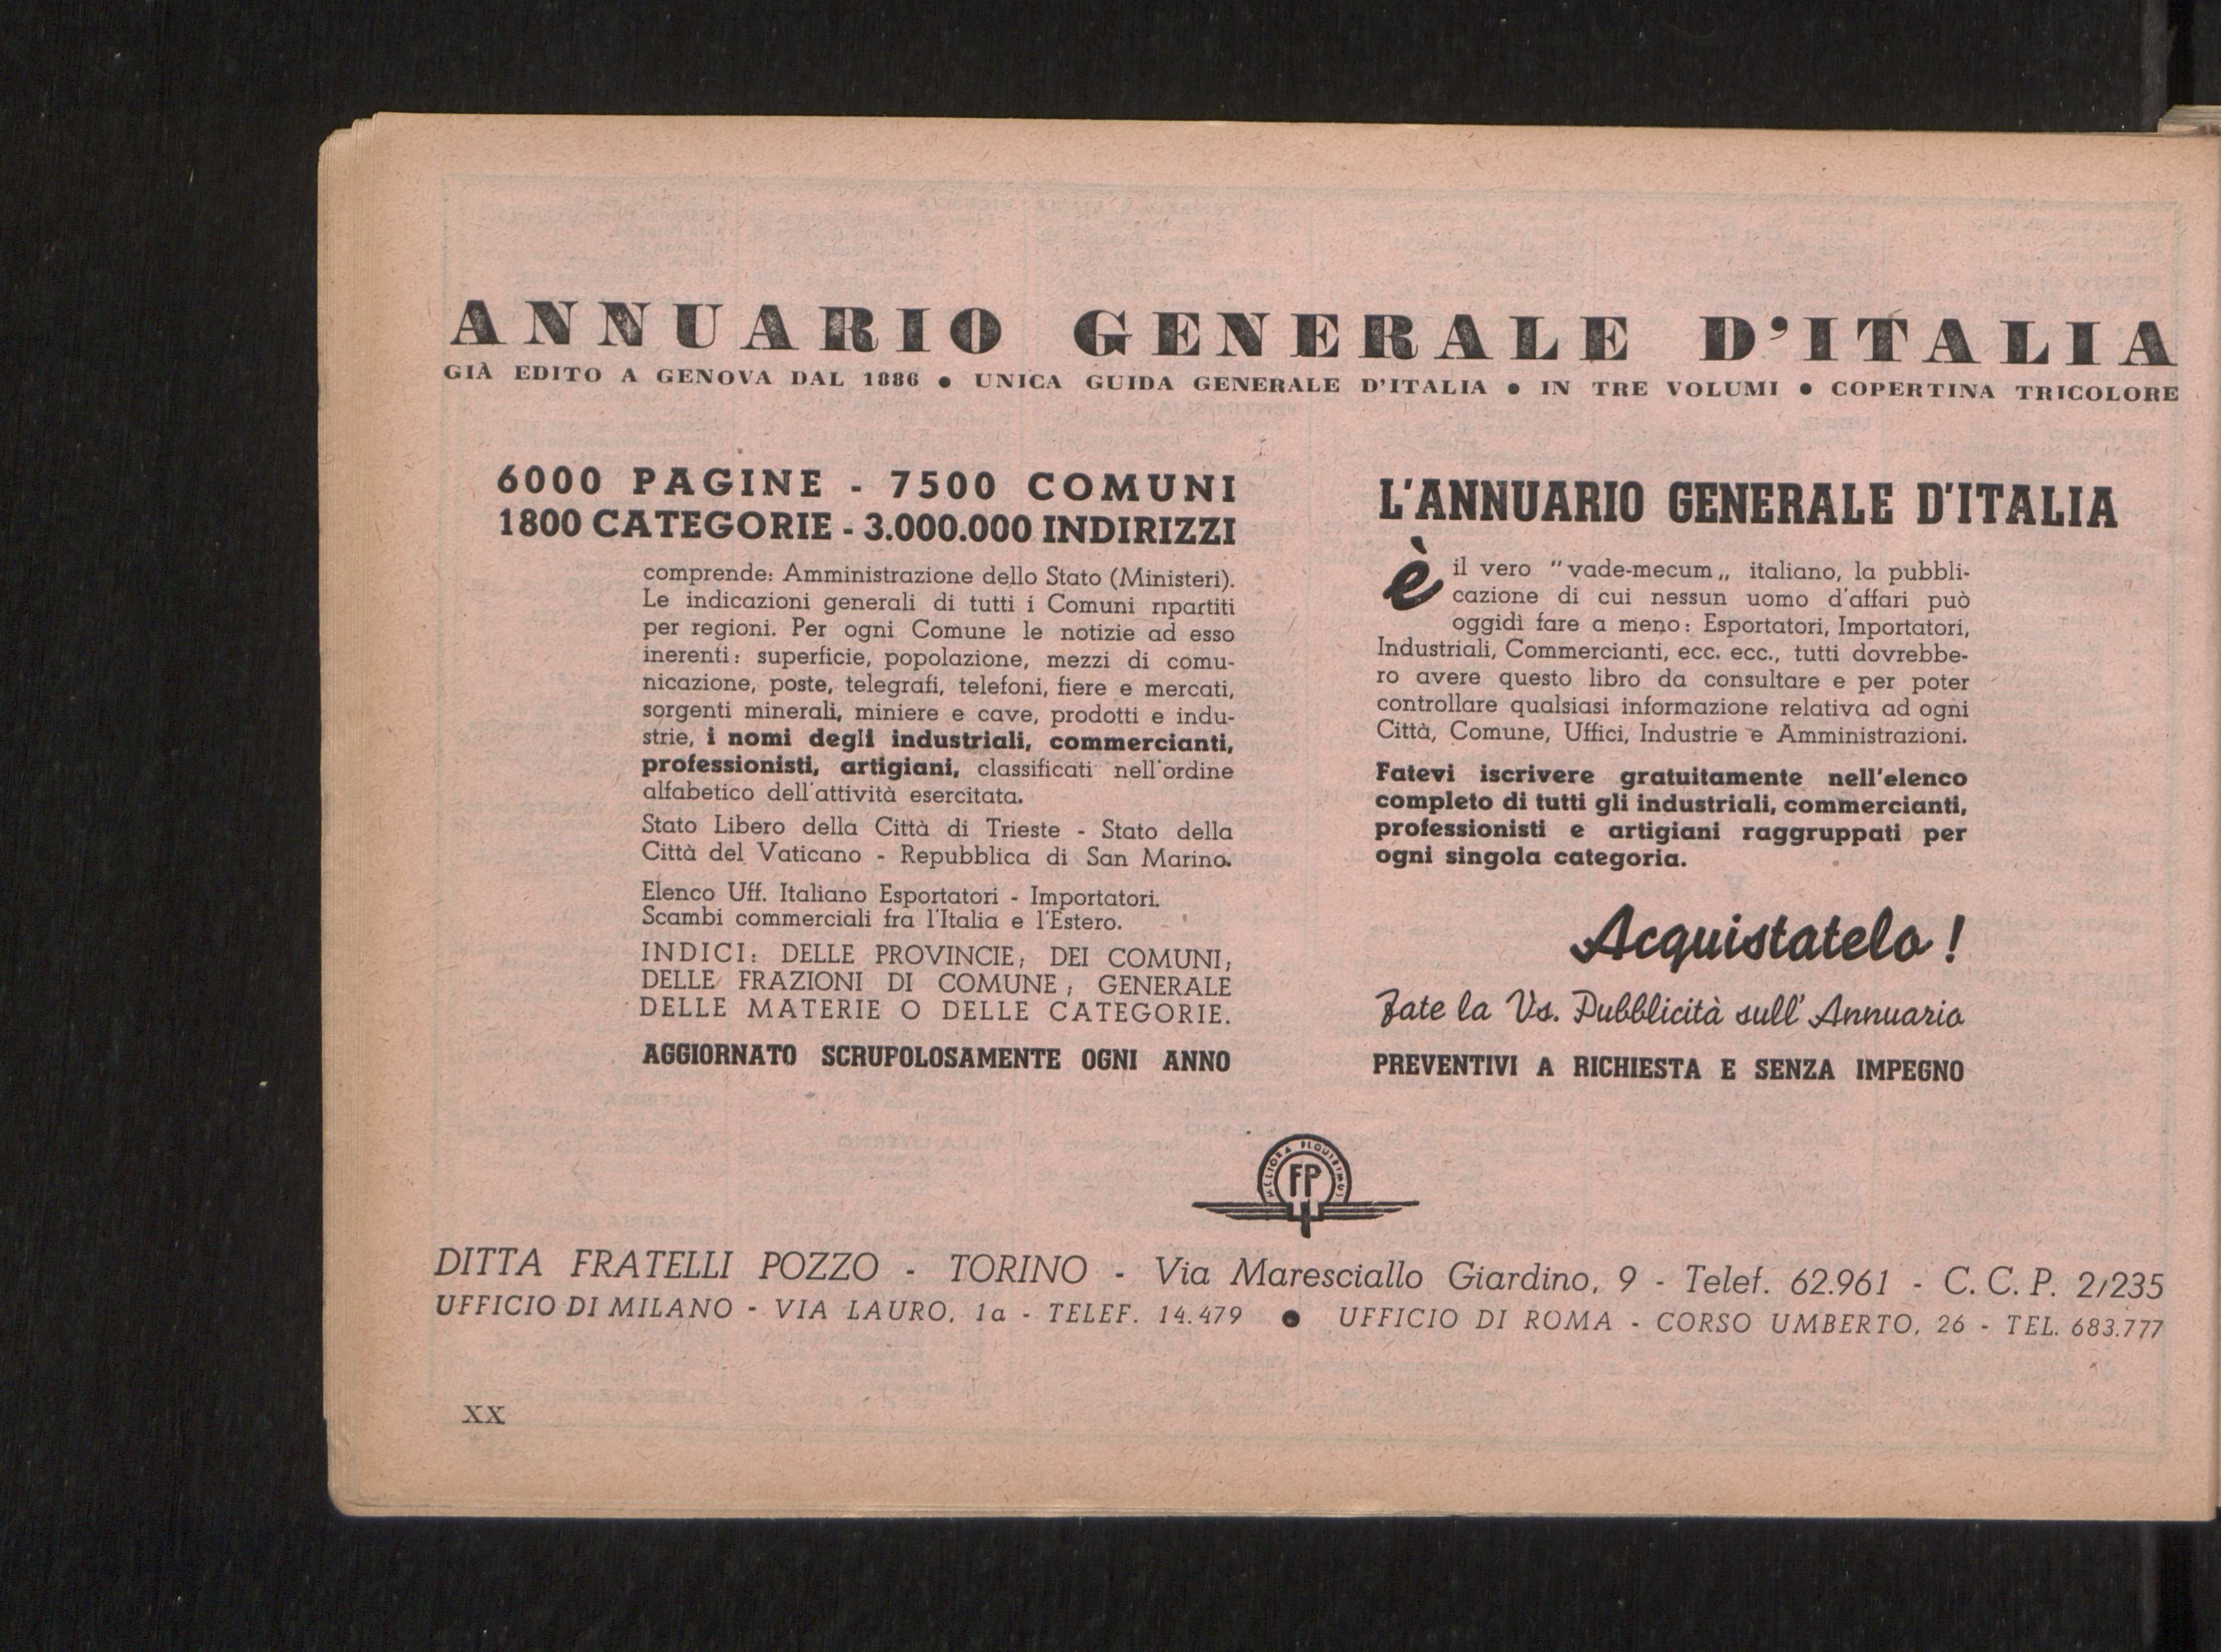 ANNUARIO GENERALE D'ITALIA
GIÀ EDITO A GENOVA DAL 1886 ● UNICA GUIDA GENERALE D'ITALIA ● IN TRE VOLUMI ● COPERTINA TRICOLORE
6000 PAGINE - 7500 COMUNI
1800 CATEGORIE - 3.000.000 INDIRIZZI
comprende: Amministrazione dello Stato (Ministeri).
Le indicazioni generali di tutti i Comuni ripartiti
per regioni. Per ogni Comune le notizie ad esso
inerenti: superficie, popolazione, mezzi di comu-
nicazione, poste, telegrafi, telefoni, fiere e mercati,
sorgenti minerali, miniere e cave, prodotti e indu-
strie, i nomi degli industriali, commercianti,
professionisti, artigiani, classificati nell'ordine
alfabetico dell'attività esercitata.
Stato Libero della Città di Trieste - Stato della
Città del Vaticano - Repubblica di San Marino.
Elenco Uff. Italiano Esportatori - Importatori.
Scambi commerciali fra l'Italia e l'Estero.
INDICI: DELLE PROVINCIE; DEI COMUNI;
DELLE FRAZIONI DI COMUNE; GENERALE
DELLE MATERIE O DELLE CATEGORIE.
AGGIORNATO SCRUPOLOSAMENTE OGNI ANNO
L'ANNUARIO GENERALE D'ITALIA
è il vero "vade-mecum„ italiano, la pubbli-
cazione di cui nessun uomo d'affari può
oggidì fare a meno: Esportatori, Importatori,
Industriali, Commercianti, ecc. ecc., tutti dovrebbe-
ro avere questo libro da consultare e per poter
controllare qualsiasi informazione relativa ad ogni
Città, Comune, Uffici, Industrie e Amministrazioni.
Fatevi iscrivere gratuitamente nell'elenco
completo di tutti gli industriali, commercianti,
professionisti e artigiani raggruppati per
ogni singola categoria.
Acquistatelo!
Fate la Vs. Pubblicità sull'Annuario
PREVENTIVI A RICHIESTA E SENZA IMPEGNO
MELIORA SEQUIMUR
FP
DITTA FRATELLI POZZO - TORINO - Via Maresciallo Giardino, 9 - Telef. 62.961 - C. C. P. 2/235
UFFICIO DI MILANO - VIA LAURO, 1a - TELEF. 14.479 ● UFFICIO DI ROMA - CORSO UMBERTO, 26 - TEL. 683.777
XX